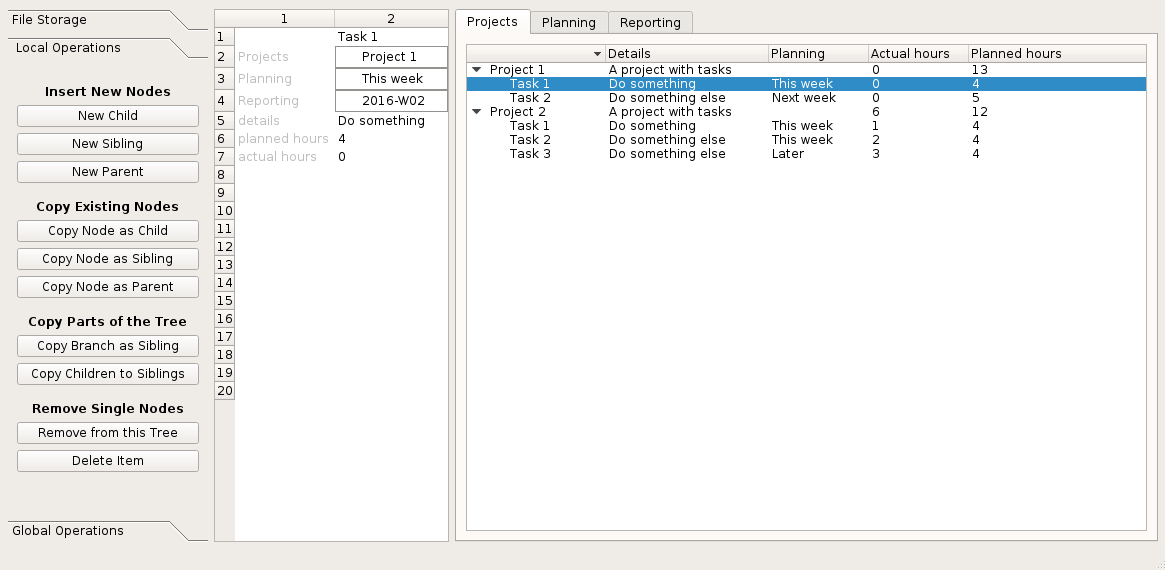 File Storage
Local Operations
Insert New Nodes
New Child
New Sibling
New Parent
Copy Existing Nodes
Copy Node as Child
Copy Node as Sibling
Copy Node as Parent
Copy Parts of the Tree
Copy Branch as Sibling
Copy Children to Siblings
Remove Single Nodes
Remove from this Tree
Delete Item
Global Operations
1 2
1 Task 1
2 Projects Project 1
3 Planning This week
4 Reporting 2016-W02
5 details Do something
6 planned hours 4
7 actual hours 0
8
9
10
11
12
13
14
15
16
17
18
19
20
Projects Planning Reporting
Details Planning Actual hours Planned hours
Project 1 A project with tasks 0 13
Task 1 Do something This week 0 4
Task 2 Do something else Next week 0 5
Project 2 A project with tasks 6 12
Task 1 Do something This week 1 4
Task 2 Do something else This week 2 4
Task 3 Do something else Later 3 4